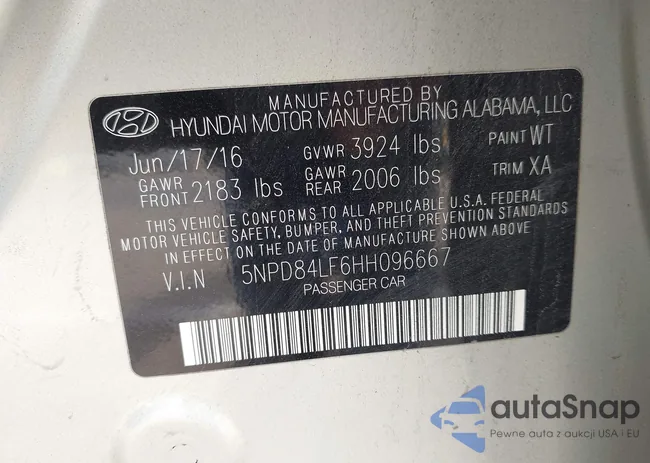 MANUFACTURED BY
HYUNDAI MOTOR MANUFACTURING ALABAMA, LLC
Jun/17/16 GVWR 3924 lbs PAINT WT
GAWR FRONT 2183 lbs GAWR REAR 2006 lbs TRIM XA
THIS VEHICLE CONFORMS TO ALL APPLICABLE U.S.A. FEDERAL
MOTOR VEHICLE SAFETY, BUMPER, AND THEFT PREVENTION STANDARDS
IN EFFECT ON THE DATE OF MANUFACTURE SHOWN ABOVE.
V.I.N 5NPD84LF6HH096667
PASSENGER CAR
autaSnap
Pewne auta z aukcji USA i EU